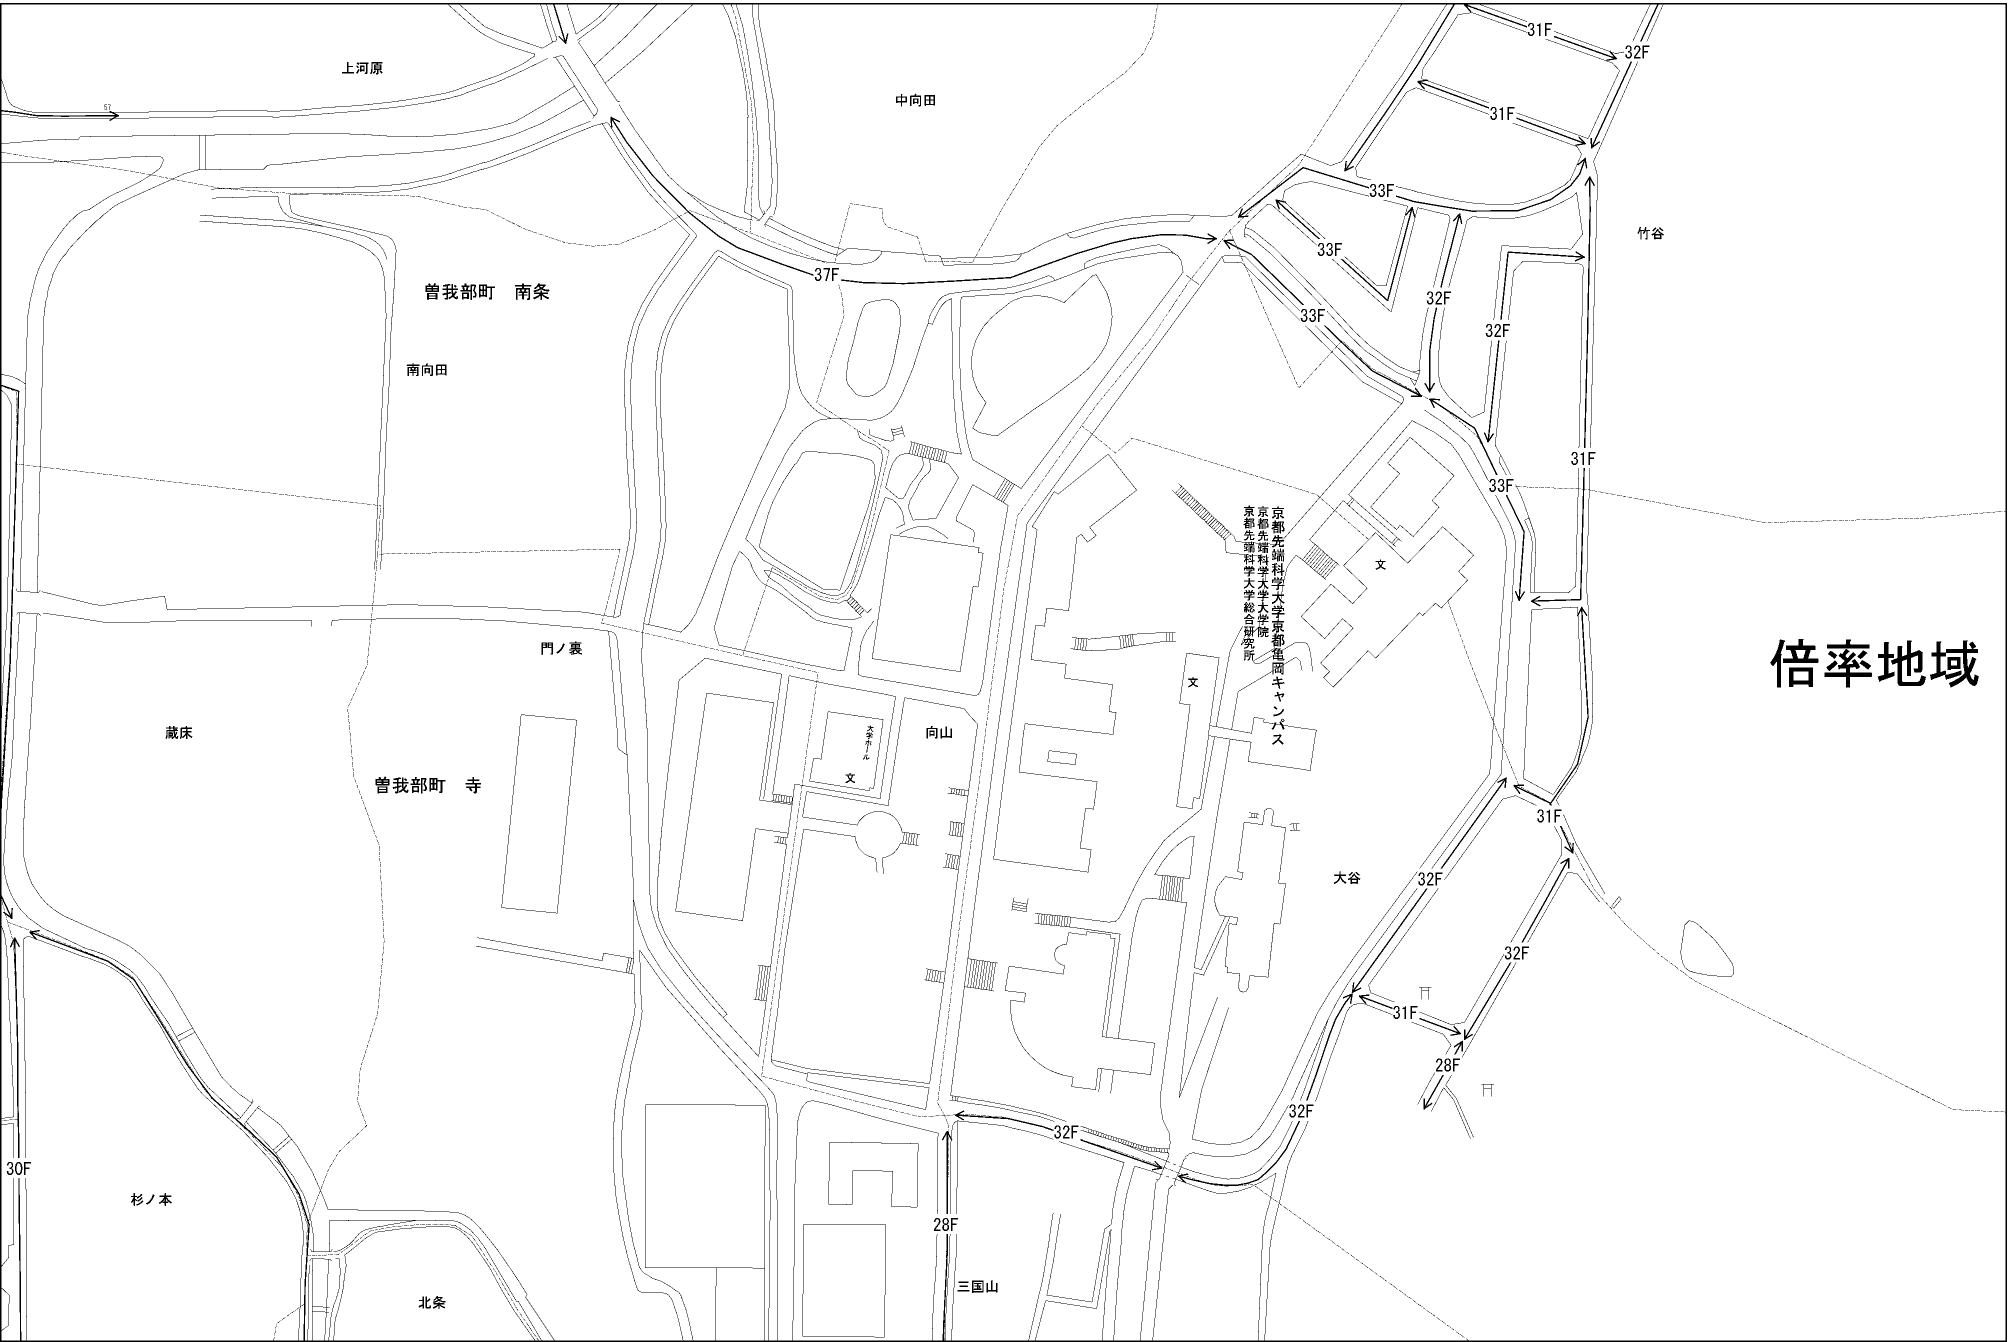 31F
32F
上河原
中向田
57
31F
33F
竹谷
33F
37F
曽我部町　南条
32F
33F
32F
南向田
31F
33F
京都先端科学大学京都亀岡キャンパス
京都先端科学大学大学院
京都先端科学大学総合研究所
文
門ノ裏
倍率地域
文
蔵床
大学ホール
向山
文
曽我部町　寺
31F
大谷
32F
32F
31F
28F
32F
32F
30F
杉ノ本
28F
三国山
北条